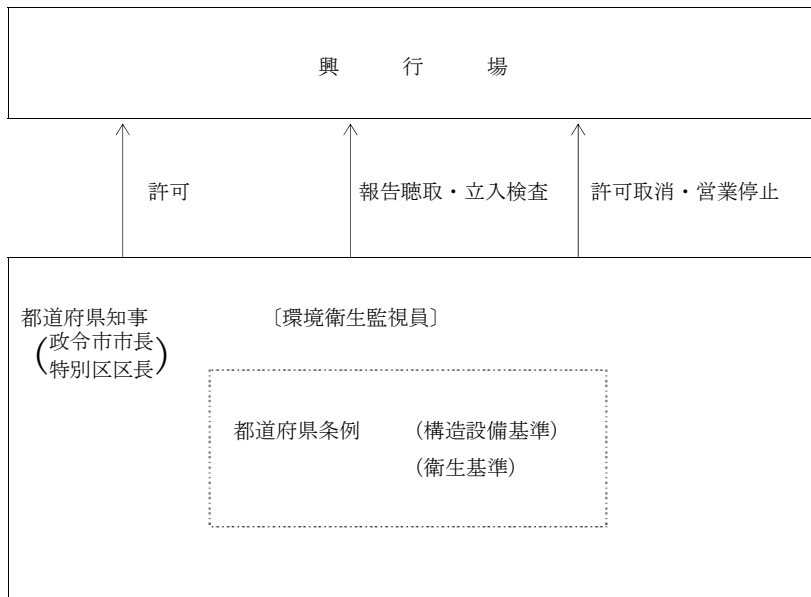 興行場
許可
報告聴取・立入検査
許可取消・営業停止
都道府県知事
〔環境衛生監視員〕
(政令市市長
特別区区長)
都道府県条例 (構造設備基準)
(衛生基準)